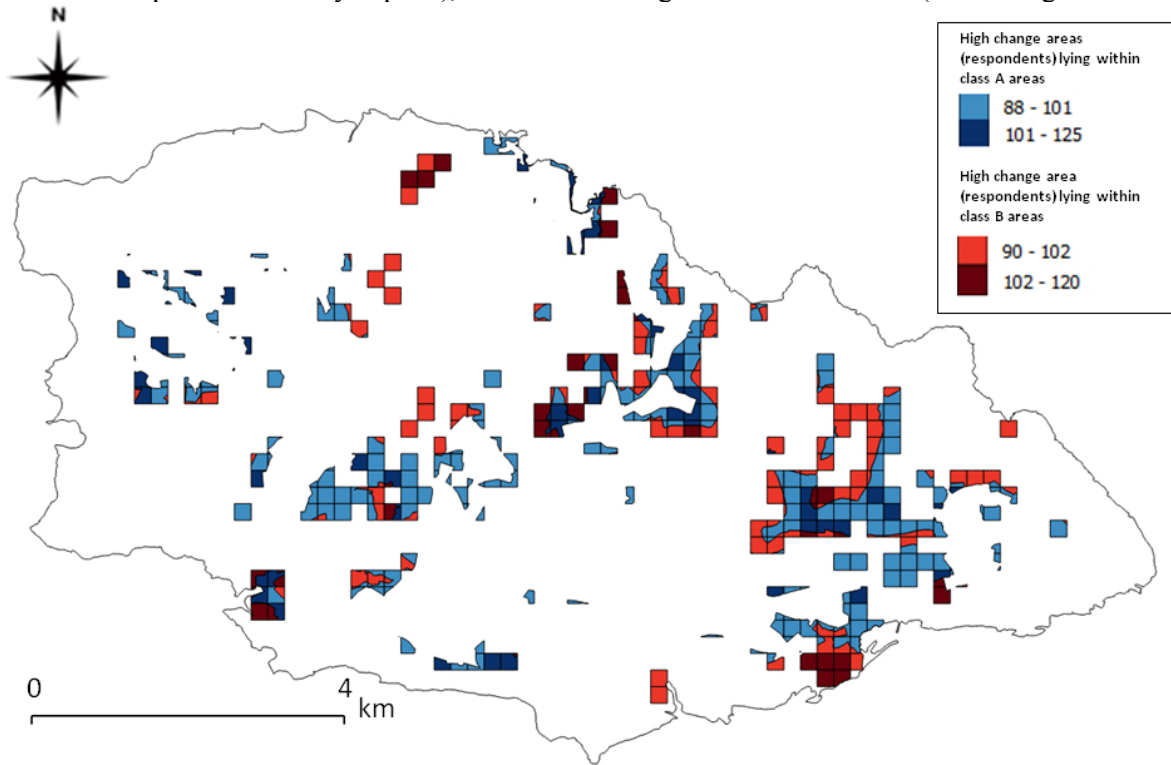 N
High change areas
(respondents) lying within
class A areas
88 - 101
101 - 125
High change area
(respondents) lying within
class B areas
90 - 102
102 - 120
0 4
km